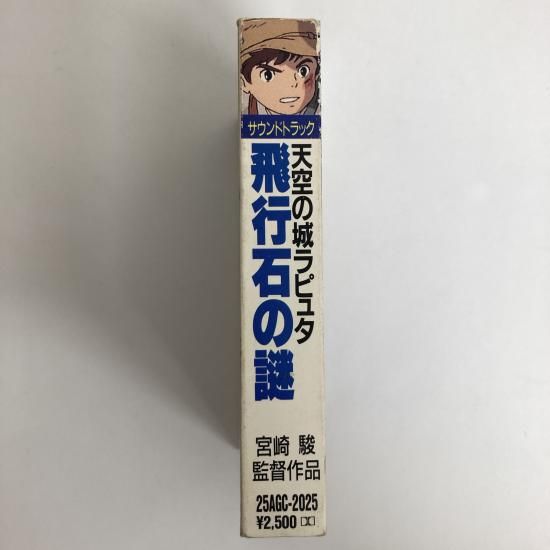 サウンドトラック
天空の城ラピュタ
飛行石の謎
宮崎 駿
監督作品
25AGC-2025
¥2,500